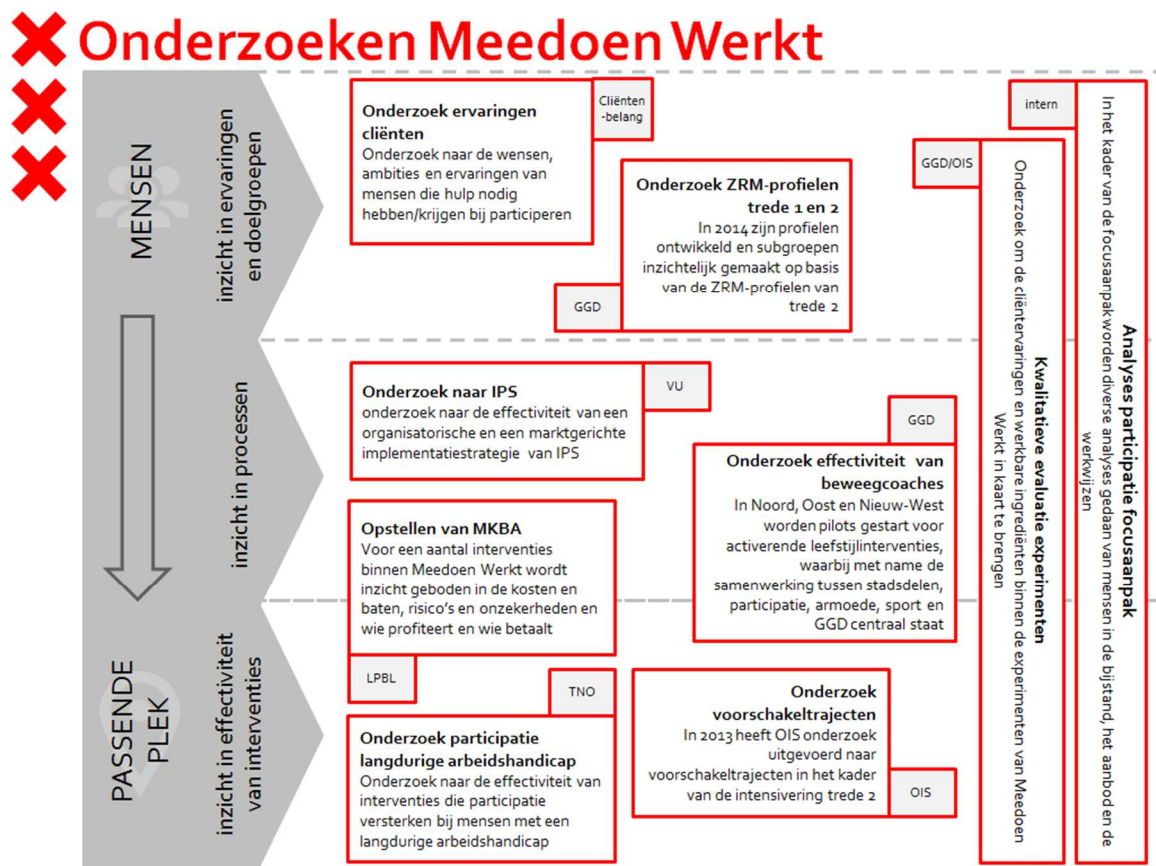 Onderzoeken Meedoen Werkt
MENSEN
inzicht in ervaringen
en doelgroepen
Onderzoek ervaringen
cliënten
Onderzoek naar de wensen,
ambities en ervaringen van
mensen die hulp nodig
hebben/krijgen bij participeren
Cliënten
-belang
Onderzoek ZRM-profielen
trede 1 en 2
In 2014 zijn profielen
ontwikkeld en subgroepen
inzichtelijk gemaakt op basis
van de ZRM-profielen van
trede 2
GGD
inzicht in processen
Onderzoek naar IPS
onderzoek naar de effectiviteit van een
organisatorische en een marktgerichte
implementatiestrategie van IPS
VU
GGD
Onderzoek effectiviteit van
beweegcoaches
In Noord, Oost en Nieuw-West
worden pilots gestart voor
activerende leefstijlinterventies,
waarbij met name de
samenwerking tussen stadsdelen,
participatie, armoede, sport en
GGD centraal staat
Opstellen van MKBA
Voor een aantal interventies
binnen Meedoen Werkt wordt
inzicht geboden in de kosten en
baten, risico's en onzekerheden en
wie profiteert en wie betaalt
LPBL
PASSENDE
PLEK
inzicht in effectiviteit
van interventies
TNO
Onderzoek participatie
langdurige arbeidshandicap
Onderzoek naar de effectiviteit van
interventies die participatie
versterken bij mensen met een
langdurige arbeidshandicap
Onderzoek
voorschakeltrajecten
In 2013 heeft OIS onderzoek
uitgevoerd naar
voorschakeltrajecten in het kader
van de intensivering trede 2
OIS
GGD/OIS
Kwalitatieve evaluatie experimenten
Onderzoek om de cliëntervaringen en werkbare ingrediënten binnen de experimenten van Meedoen
Werkt in kaart te brengen
intern
Analyses participatie focusaanpak
In het kader van de focusaanpak worden diverse analyses gedaan van mensen in de bijstand, het aanbod en de
werkwijzen